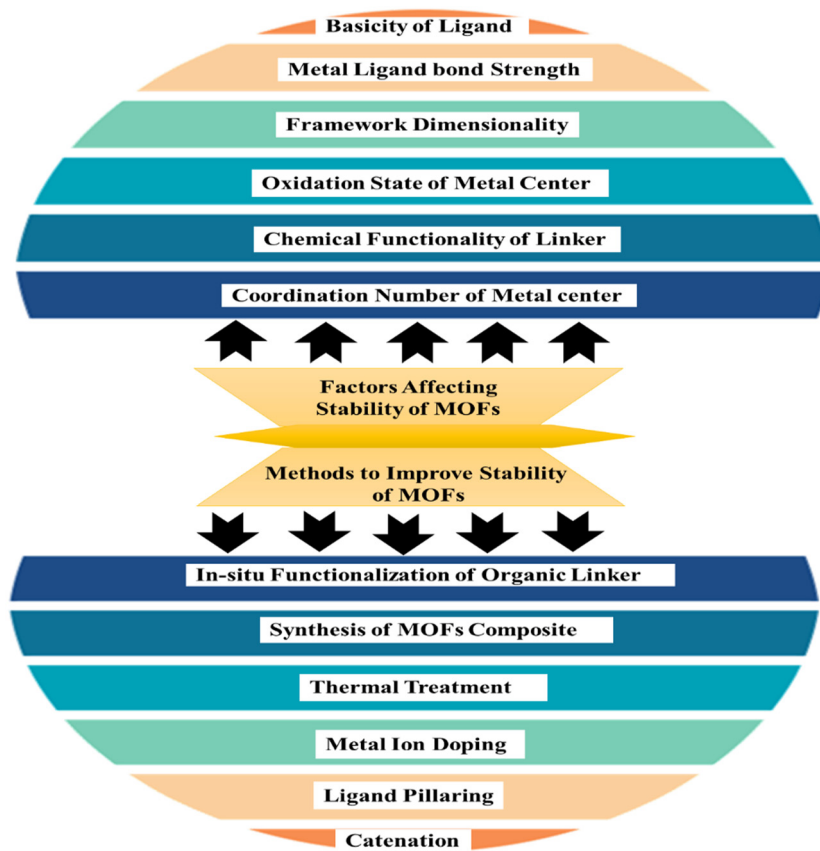 Basicity of Ligand
Metal Ligand bond Strength
Framework Dimensionality
Oxidation State of Metal Center
Chemical Functionality of Linker
Coordination Number of Metal center
Factors Affecting
Stability of MOFs
Methods to Improve Stability
of MOFs
In-situ Functionalization of Organic Linker
Synthesis of MOFs Composite
Thermal Treatment
Metal Ion Doping
Ligand Pillaring
Catenation